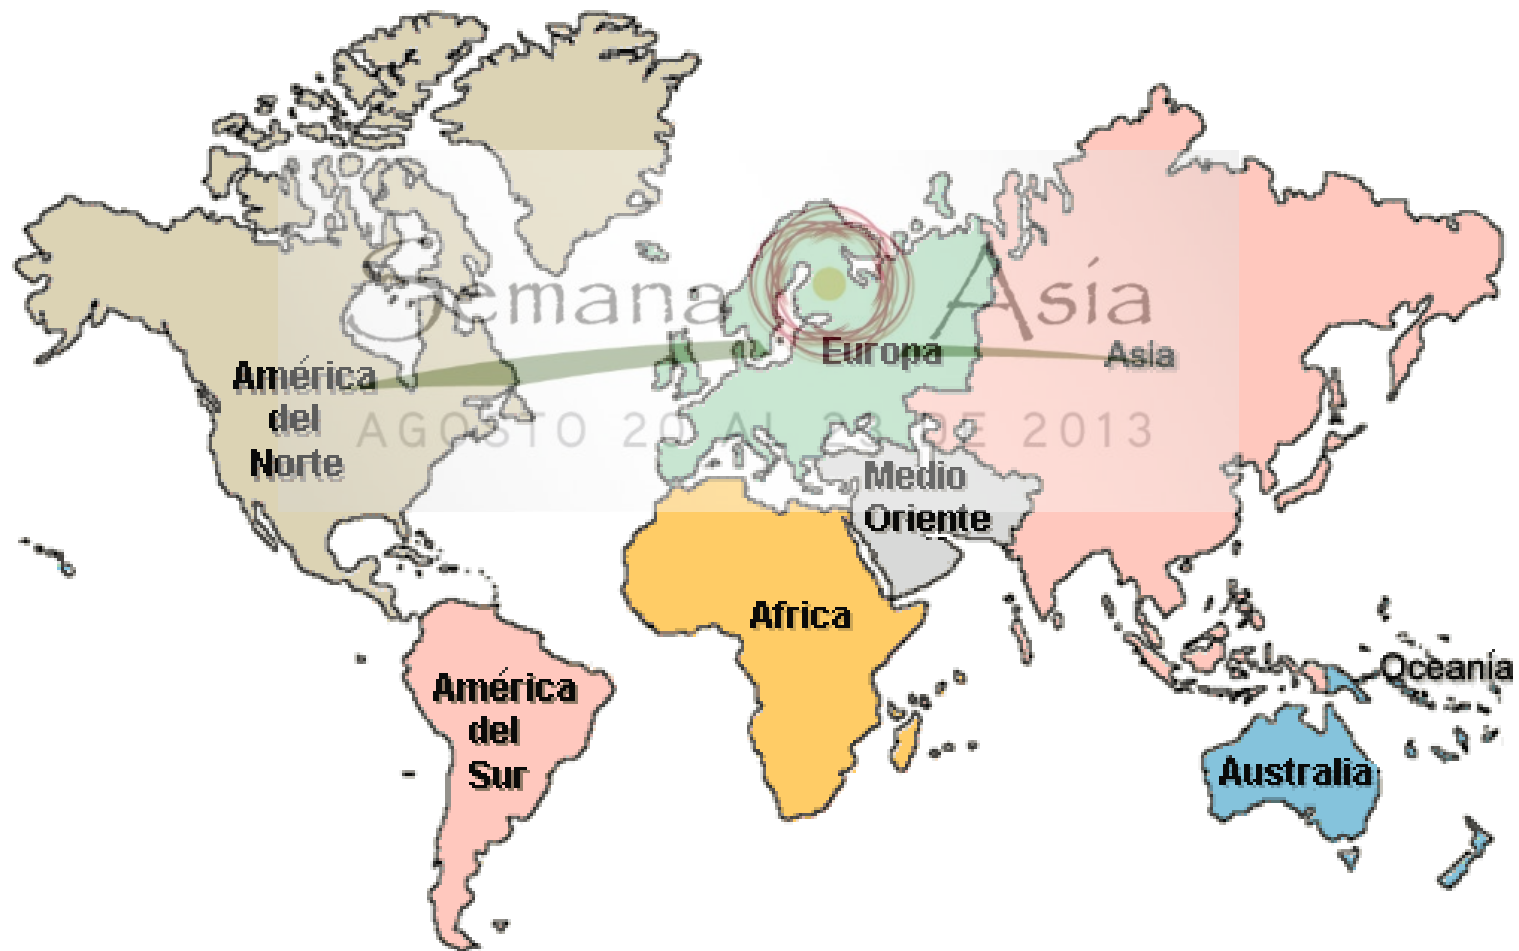 Semana Asia
AGOSTO 20 AL 23 DE 2013
Europa
Asia
América
del
Norte
Medio
Oriente
Africa
América
del
Sur
Oceanía
Australia